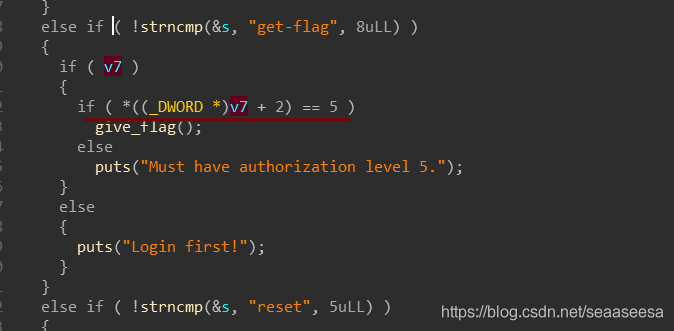 }
else if ( !strncmp(&s, "get-flag", 8uLL) )
{
if ( v7 )
{
if ( *((_DWORD *)v7 + 2) == 5 )
give_flag();
else
puts("Must have authorization level 5.");
}
else
{
puts("Login first!");
}
}
else if ( !strncmp(&s, "reset", 5uLL) )
{
https://blog.csdn.net/seaaseesa